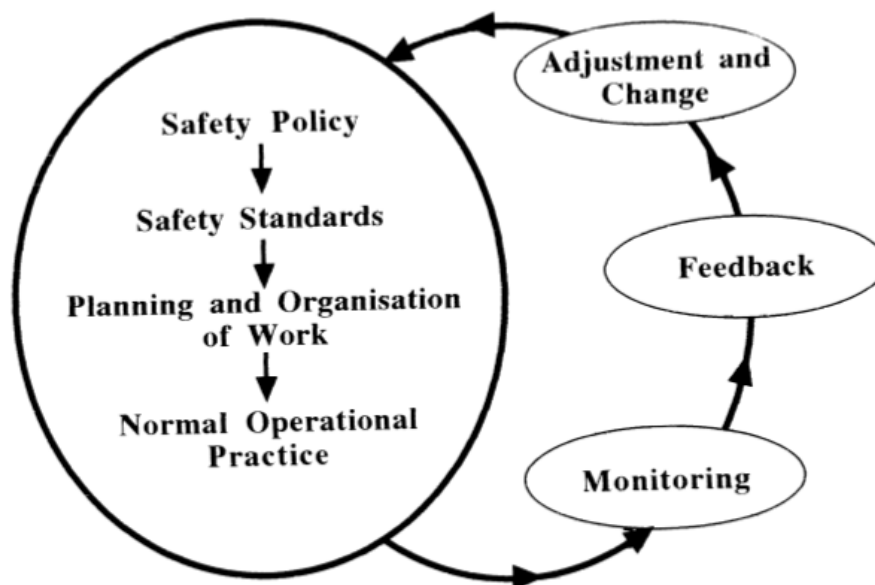 Safety Policy
Safety Standards
Planning and Organisation
of Work
Normal Operational
Practice
Adjustment and
Change
Feedback
Monitoring